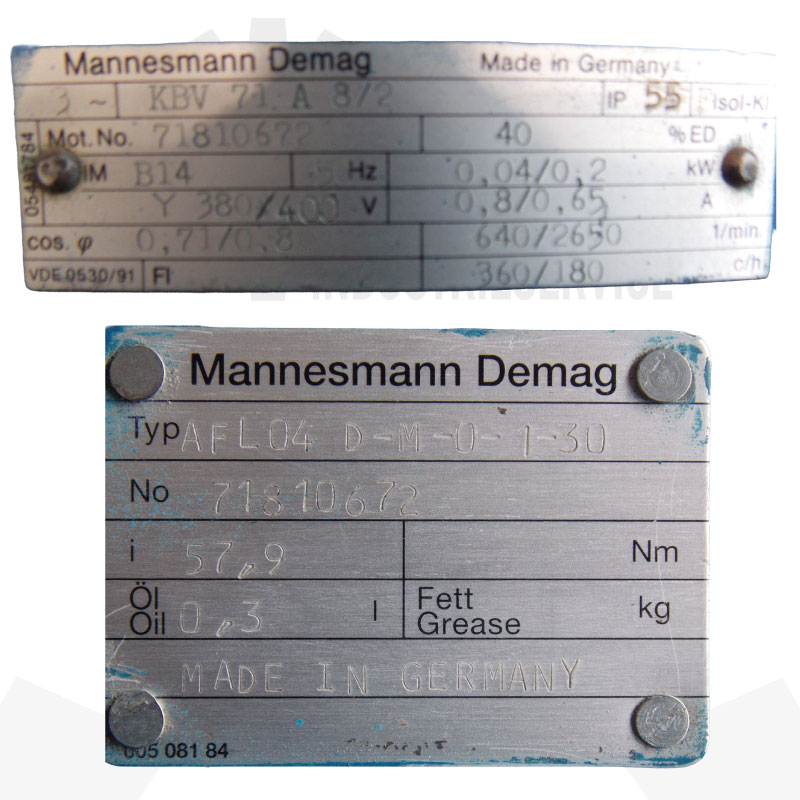 Mannesmann Demag Made in Germany
3 ~ KBV 71 A 8/2 IP 55 Isol-Kl
Mot. No. 71810672 40 % ED
IM B14 5 Hz 0,04/0,2 kW
Y 380/400 V 0,8/0,65 A
cos. φ 0,71/0,8 640/2650 1/min
VDE 0530/91 Fl 360/180 c/h
INDUSTRIESERVICE
Mannesmann Demag
Typ AFL04 D-M-0-1-30
No 71810672
i 57,9 Nm
Öl Fett
Oil 0,3 l Grease kg
MADE IN GERMANY
005 081 84